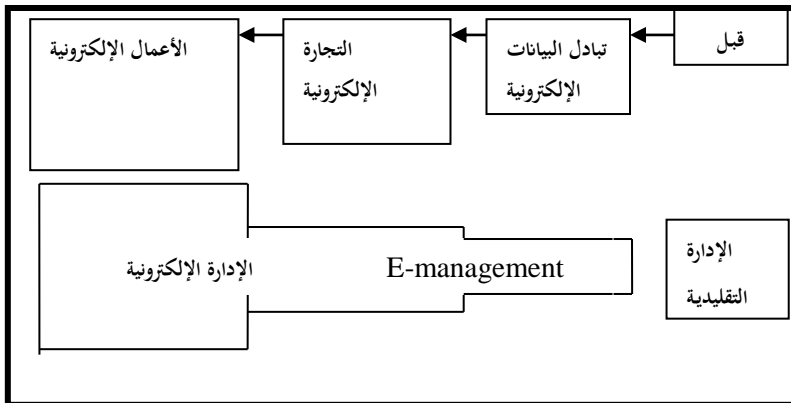 قبل
تبادل البيانات
الإلكترونية
التجارة
الإلكترونية
الأعمال الإلكترونية
الإدارة
التقليدية
E-management
الإدارة الإلكترونية